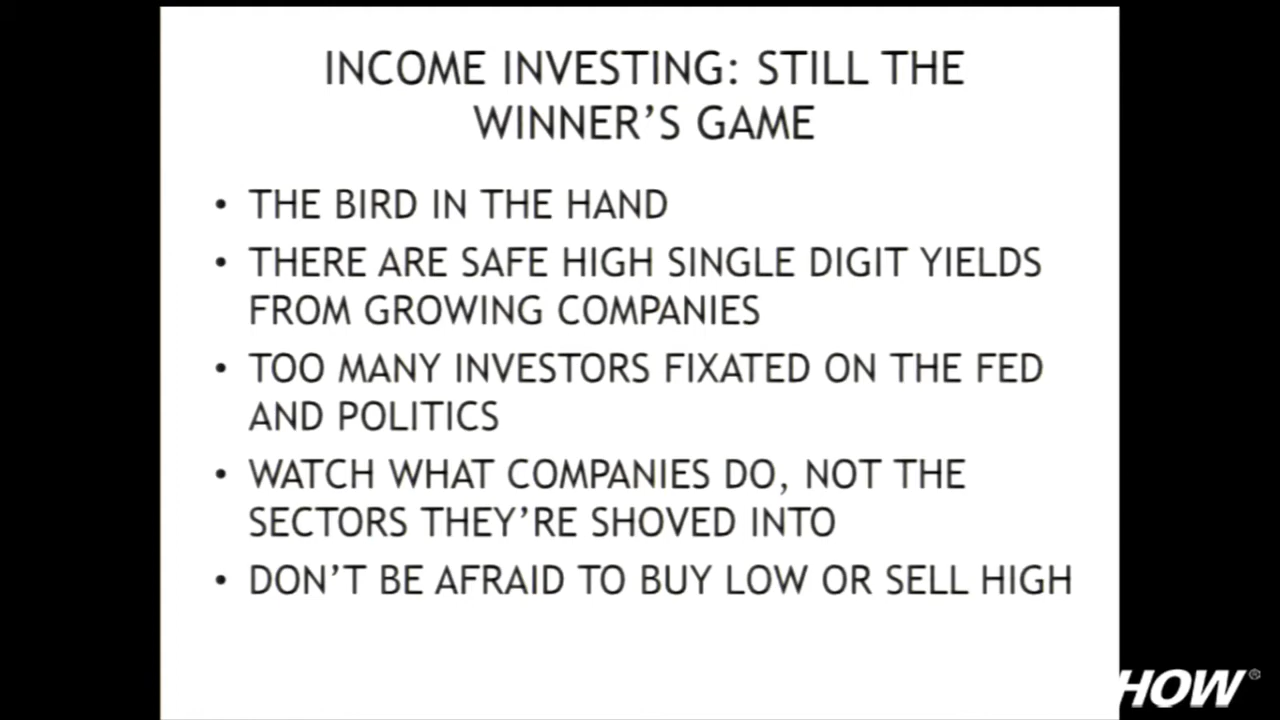 INCOME INVESTING: STILL THE
WINNER’S GAME
• THE BIRD IN THE HAND
• THERE ARE SAFE HIGH SINGLE DIGIT YIELDS
FROM GROWING COMPANIES
• TOO MANY INVESTORS FIXATED ON THE FED
AND POLITICS
• WATCH WHAT COMPANIES DO, NOT THE
SECTORS THEY’RE SHOVED INTO
• DON’T BE AFRAID TO BUY LOW OR SELL HIGH
HOW®